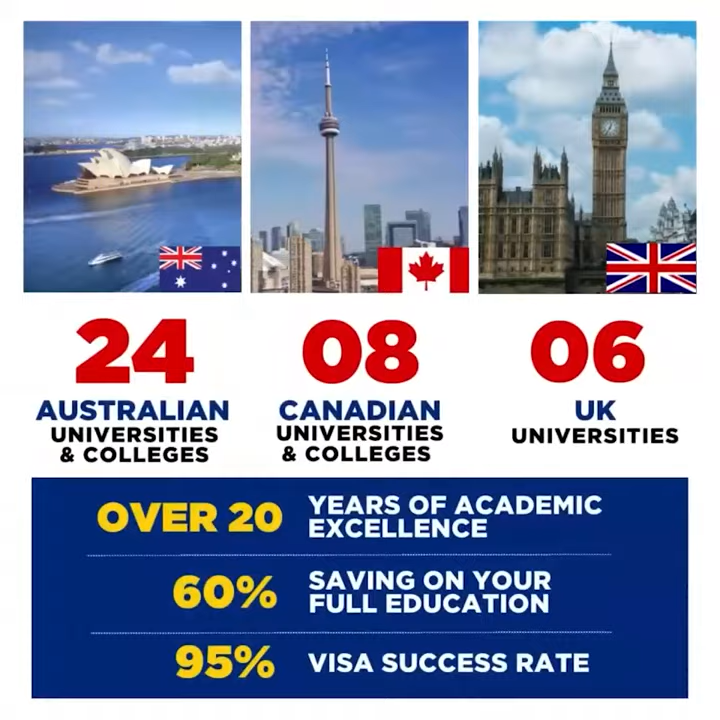 24
AUSTRALIAN
UNIVERSITIES
& COLLEGES
08
CANADIAN
UNIVERSITIES
& COLLEGES
06
UK
UNIVERSITIES
OVER 20
YEARS OF ACADEMIC
EXCELLENCE
60%
SAVING ON YOUR
FULL EDUCATION
95%
VISA SUCCESS RATE